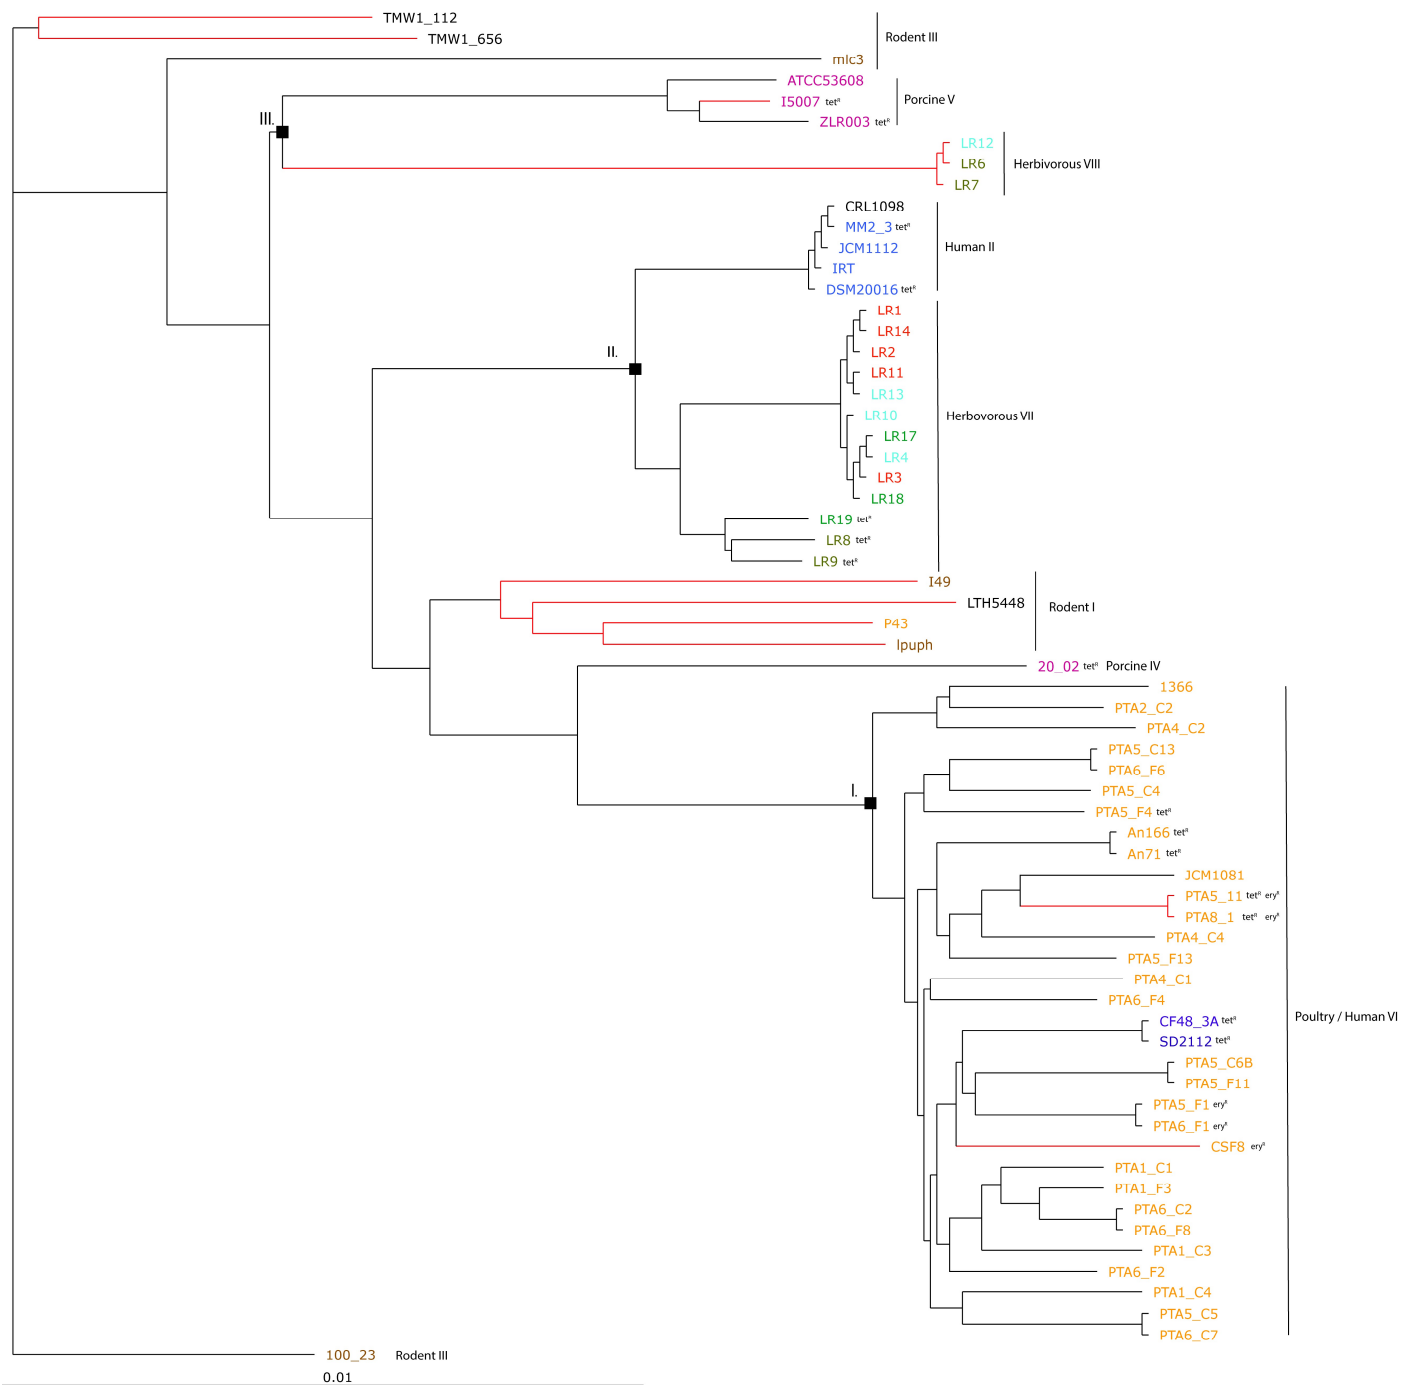 TMW1_112
TMW1_656
Rodent III
mlc3
ATCC53608
I5007 tetR
Porcine V
ZLR003 tetR
III.
LR12
LR6
Herbivorous VIII
LR7
CRL1098
MM2_3 tetR
JCM1112
Human II
IRT
DSM20016 tetR
LR1
LR14
II.
LR2
LR11
LR13
LR10
Herbovorous VII
LR17
LR4
LR3
LR18
LR19 tetR
LR8 tetR
LR9 tetR
I49
LTH5448
Rodent I
P43
lpuph
20_02 tetR Porcine IV
1366
PTA2_C2
PTA4_C2
PTA5_C13
PTA6_F6
I.
PTA5_C4
PTA5_F4 tetR
An166 tetR
An71 tetR
JCM1081
PTA5_11 tetR eryR
PTA8_1 tetR eryR
PTA4_C4
PTA5_F13
PTA4_C1
PTA6_F4
Poultry / Human VI
CF48_3A tetR
SD2112 tetR
PTA5_C6B
PTA5_F11
PTA5_F1 eryR
PTA6_F1 eryR
CSF8 eryR
PTA1_C1
PTA1_F3
PTA6_C2
PTA6_F8
PTA1_C3
PTA6_F2
PTA1_C4
PTA5_C5
PTA6_C7
100_23 Rodent III
0.01